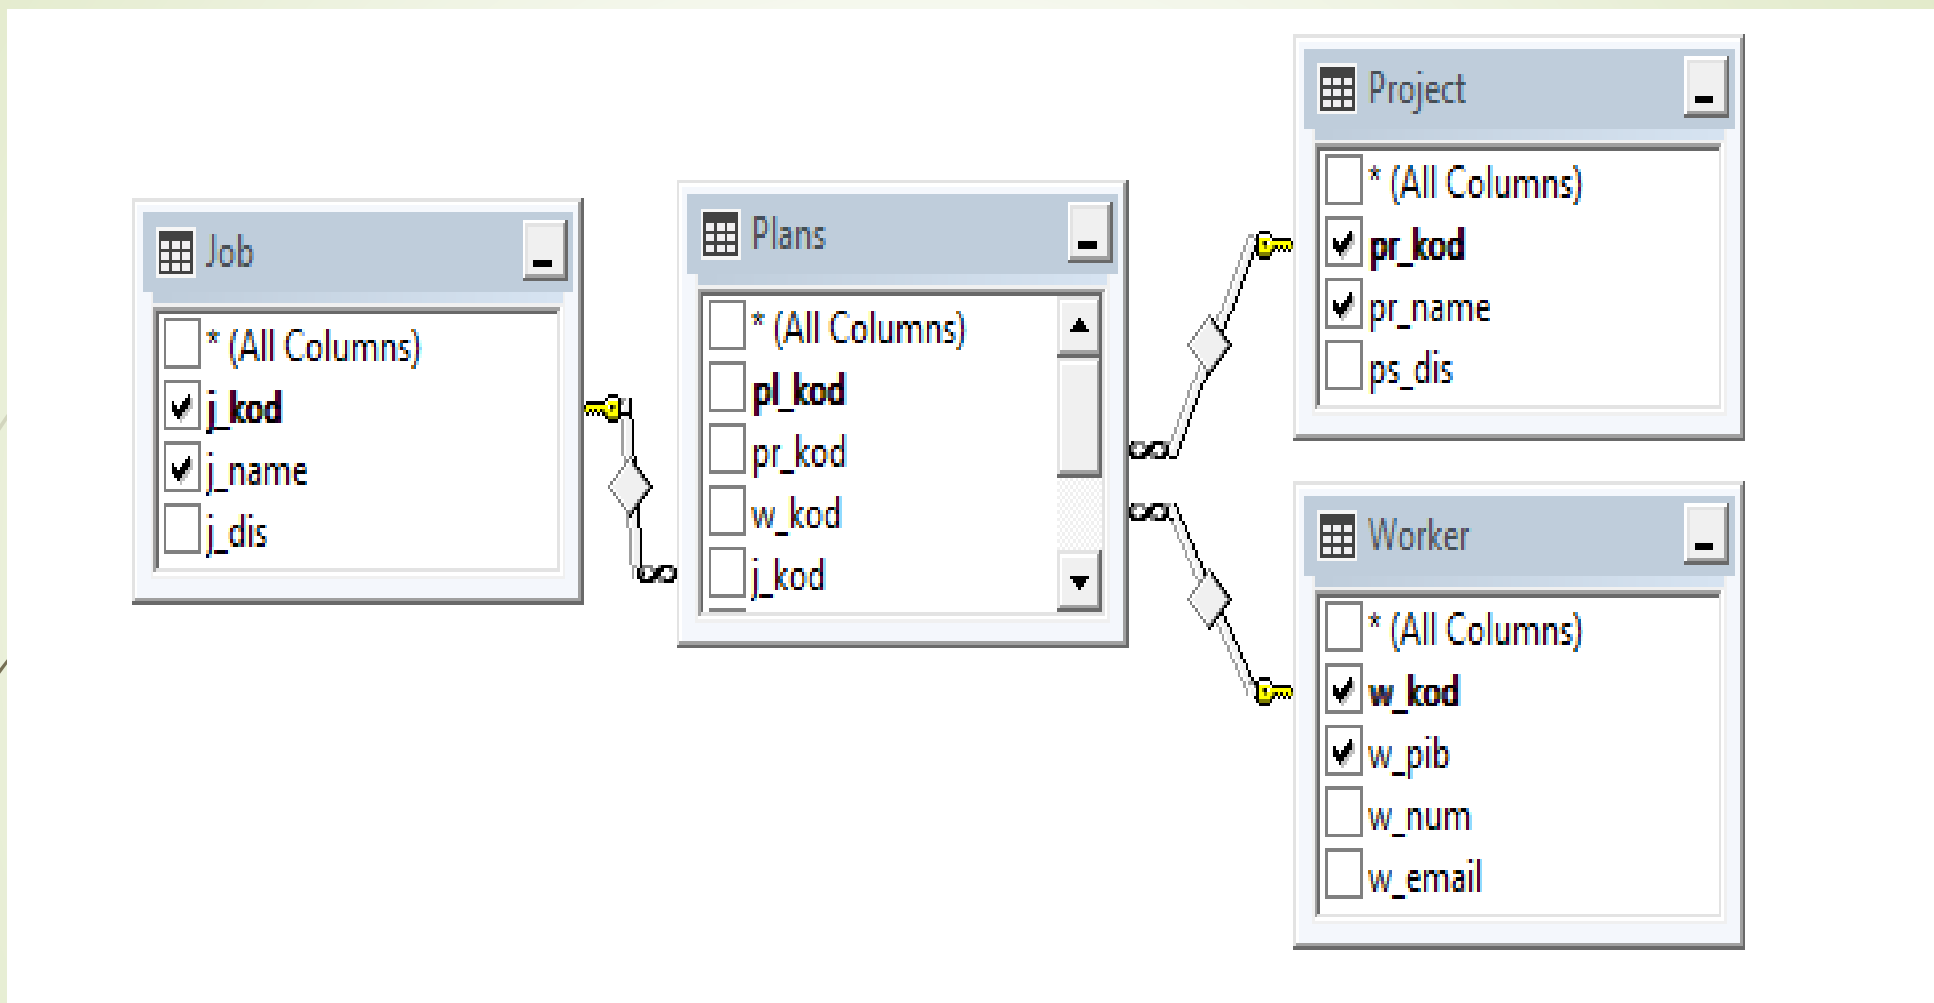 Job
* (All Columns)
j_kod
j_name
j_dis
Plans
* (All Columns)
pl_kod
pr_kod
w_kod
j_kod
Project
* (All Columns)
pr_kod
pr_name
ps_dis
Worker
* (All Columns)
w_kod
w_pib
w_num
w_email